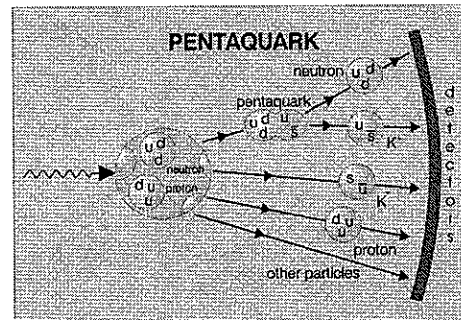 PENTAQUARK
neutron u d d
pentaquark
u d d u s
u s K
u d d
neutron
proton
d u u
s u K
d u u
proton
other particles
detectors